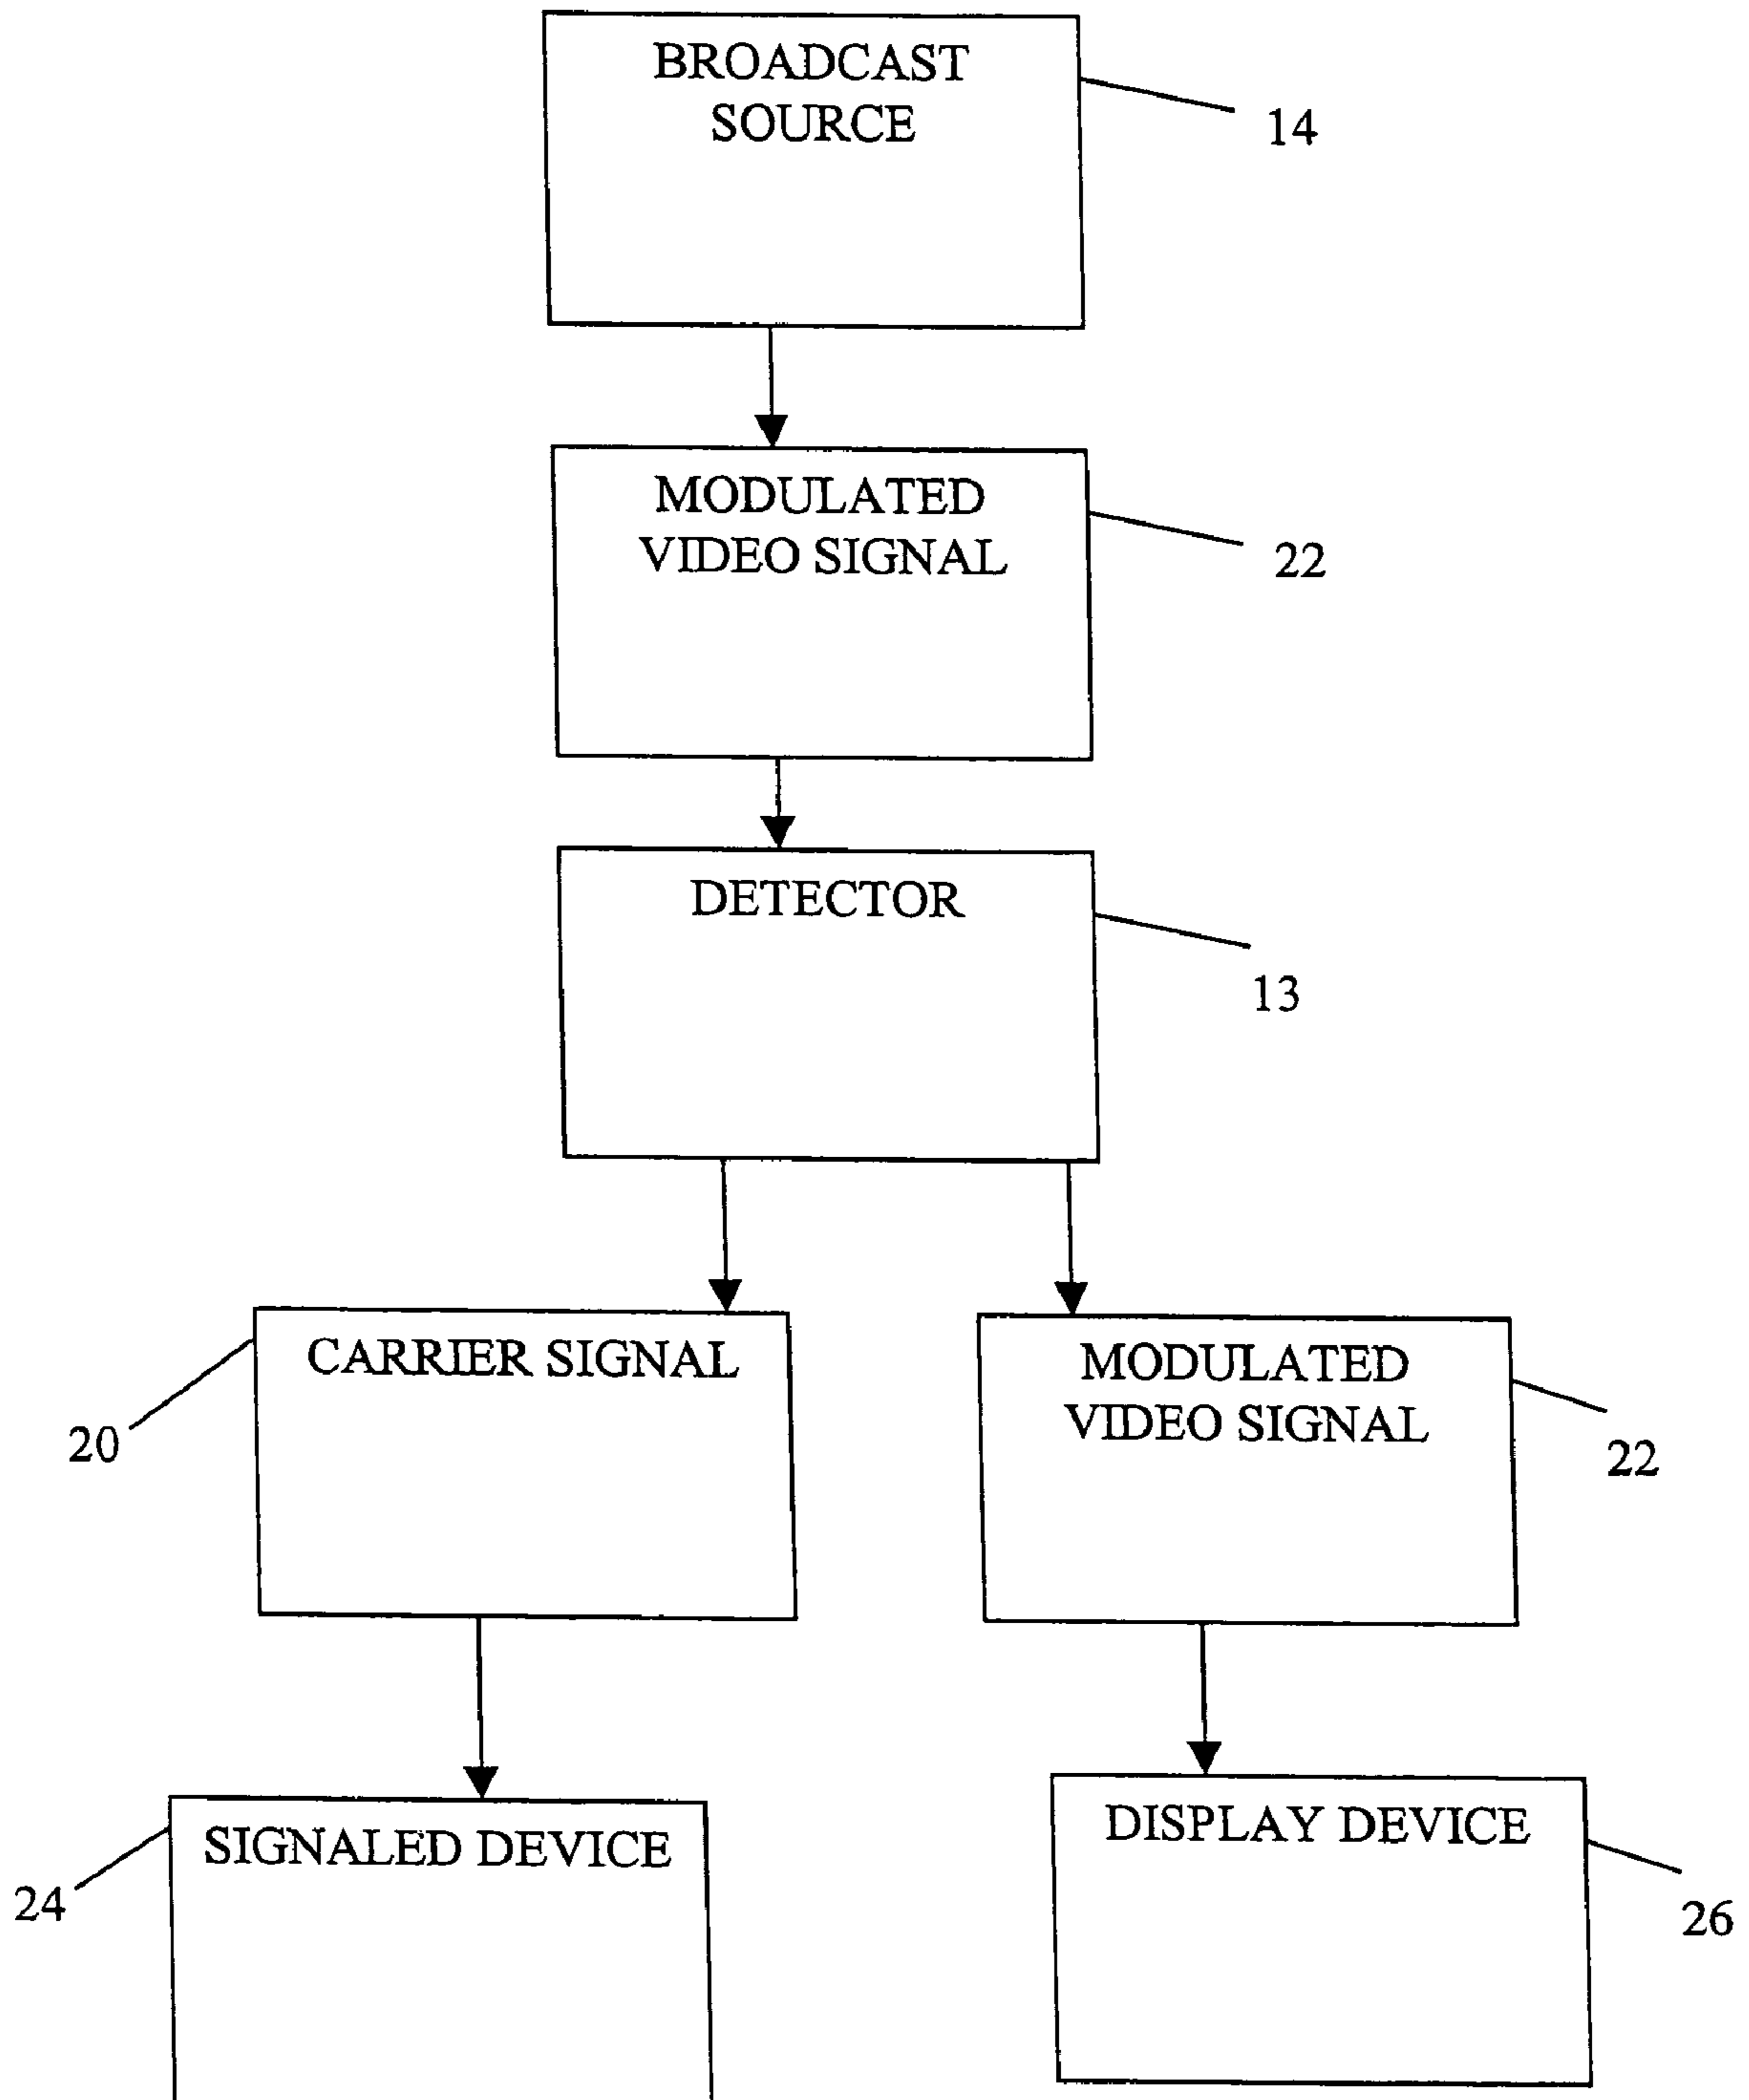 BROADCAST
SOURCE
14
MODULATED
VIDEO SIGNAL
22
DETECTOR
13
CARRIER SIGNAL
20
MODULATED
VIDEO SIGNAL
22
SIGNALED DEVICE
24
DISPLAY DEVICE
26